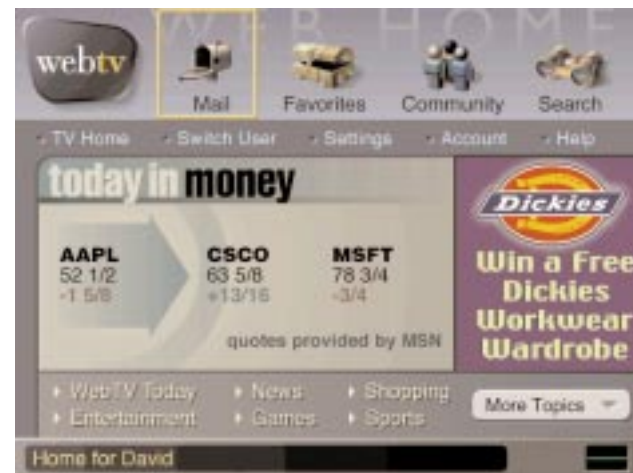 WEB HOME
webtv
Mail Favorites Community Search
TV Home Switch User Settings Account Help
today in money
AAPL CSCO MSFT
52 1/2 63 5/8 78 3/4
-1 5/8 +13/16 -3/4
quotes provided by MSN
Dickies
Win a Free
Dickies
Workwear
Wardrobe
WebTV Today News Shopping
Entertainment Games Sports
More Topics
Home for David